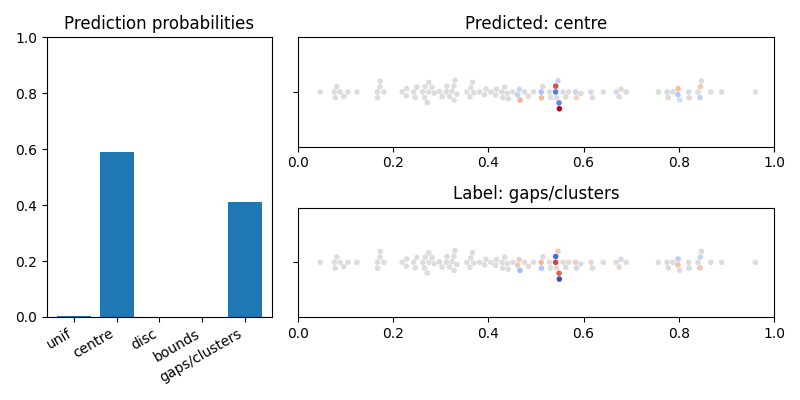 Prediction probabilities
1.0
0.8
0.6
0.4
0.2
0.0
unif
centre
disc
bounds
gaps/clusters
Predicted: centre
0.0 0.2 0.4 0.6 0.8 1.0
Label: gaps/clusters
0.0 0.2 0.4 0.6 0.8 1.0